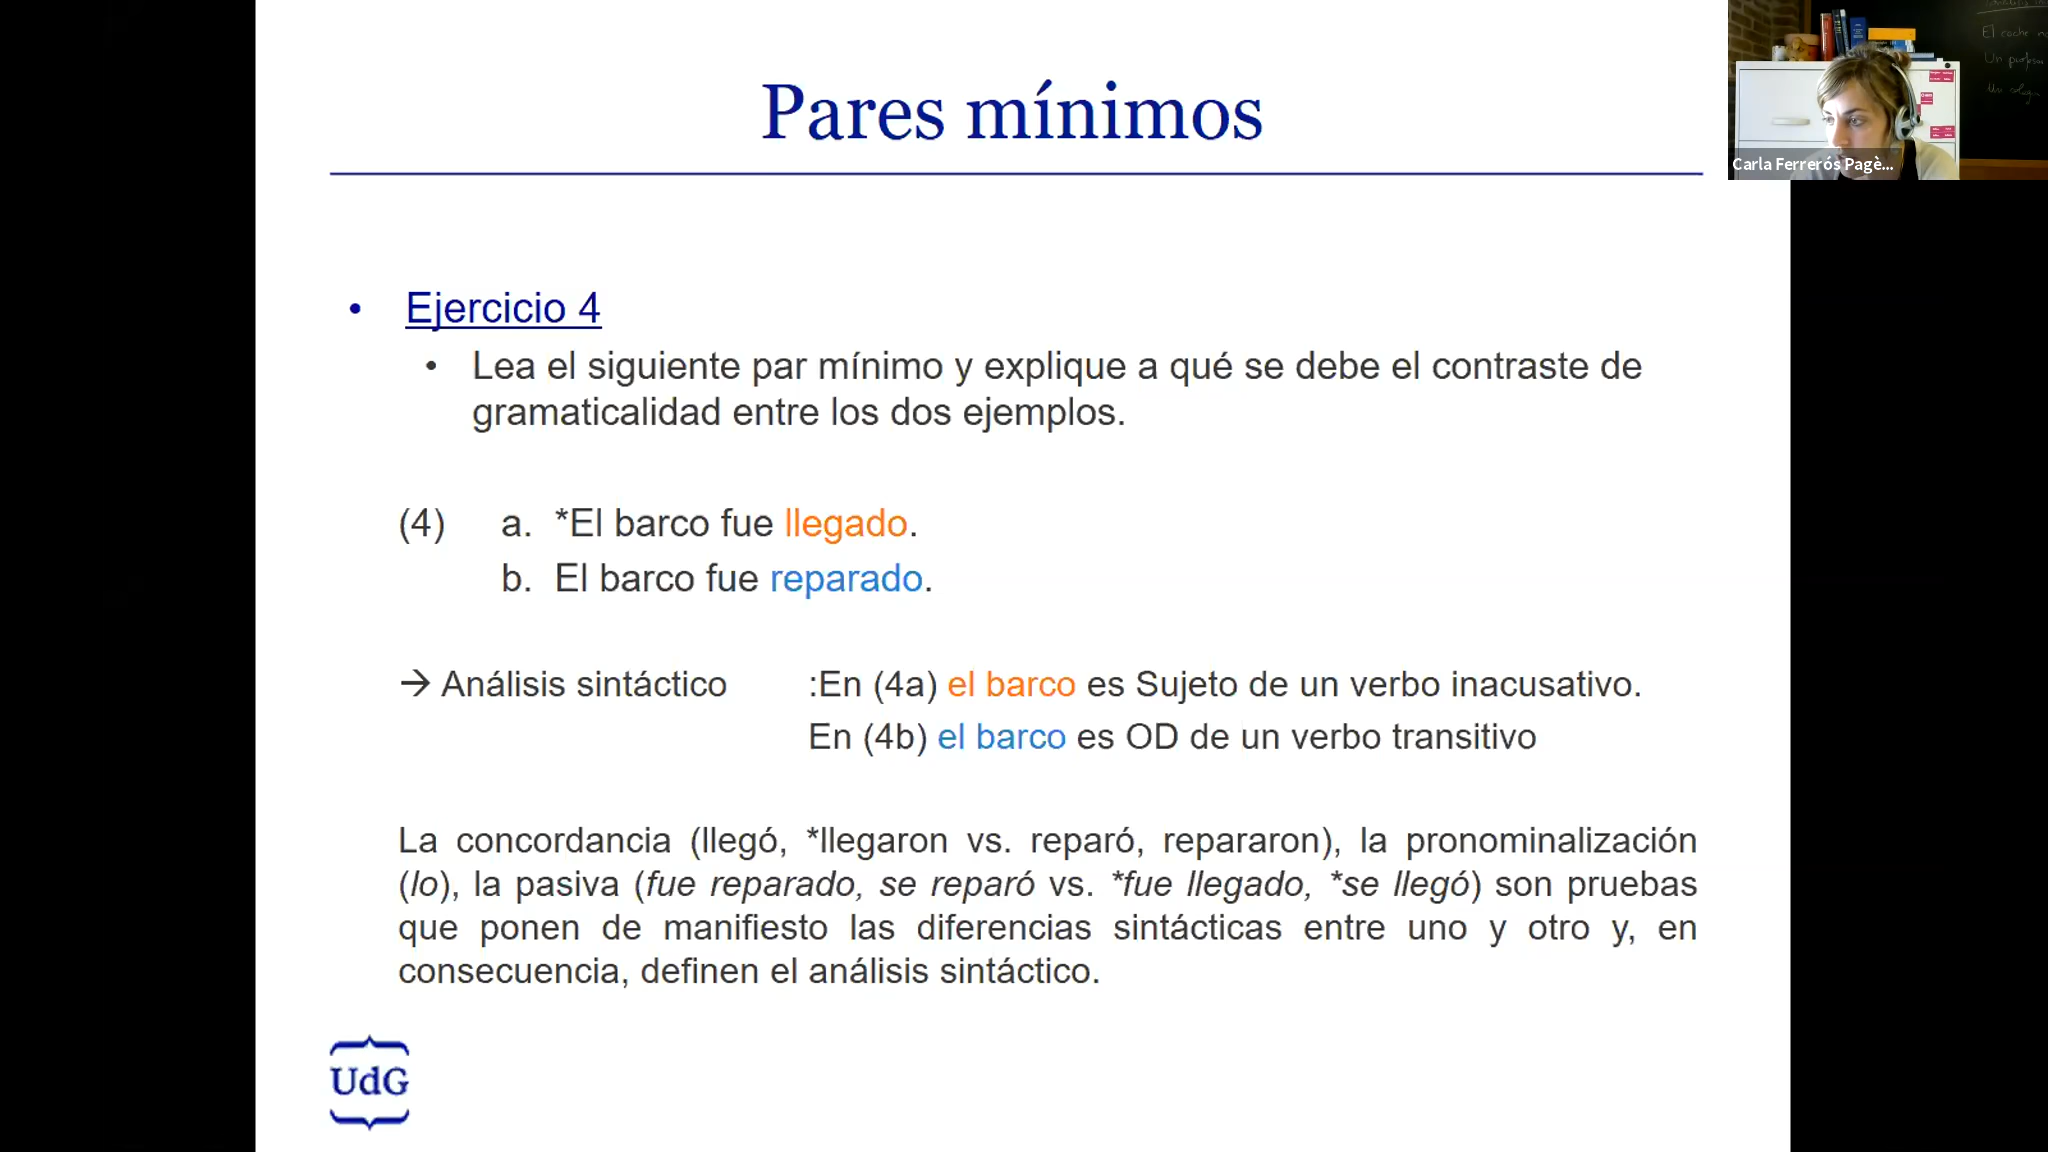 Pares mínimos
• Ejercicio 4
• Lea el siguiente par mínimo y explique a qué se debe el contraste de
gramaticalidad entre los dos ejemplos.
(4) a. *El barco fue llegado.
b. El barco fue reparado.
→ Análisis sintáctico :En (4a) el barco es Sujeto de un verbo inacusativo.
En (4b) el barco es OD de un verbo transitivo
La concordancia (llegó, *llegaron vs. reparó, repararon), la pronominalización
(lo), la pasiva (fue reparado, se reparó vs. *fue llegado, *se llegó) son pruebas
que ponen de manifiesto las diferencias sintácticas entre uno y otro y, en
consecuencia, definen el análisis sintáctico.
UdG
El coche
Un profesor
Carla Ferrerós Pagè...